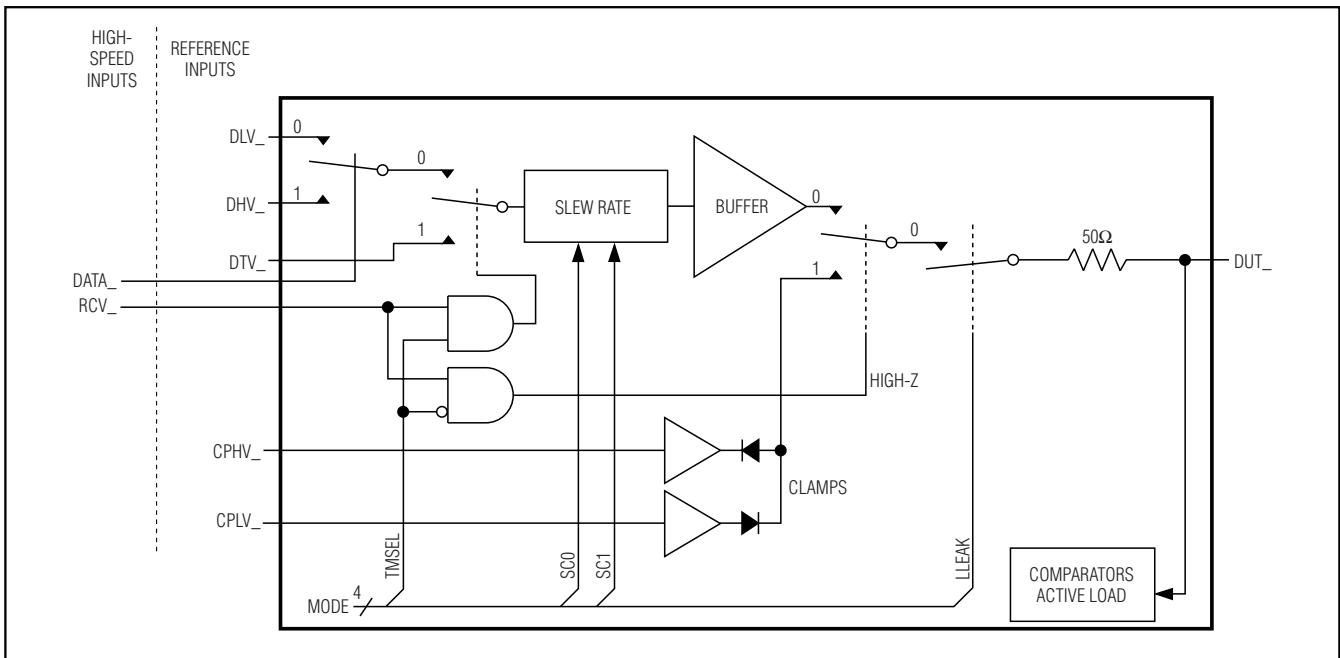 HIGH-
SPEED
INPUTS
REFERENCE
INPUTS
DLV_
0
0
DHV_
1
SLEW RATE
BUFFER
0
0
50Ω
1
1
DTV_
DUT_
DATA_
RCV_
HIGH-Z
CPHV_
CLAMPS
CPLV_
TMSEL
SC0
SC1
LLEAK
COMPARATORS
ACTIVE LOAD
MODE
4